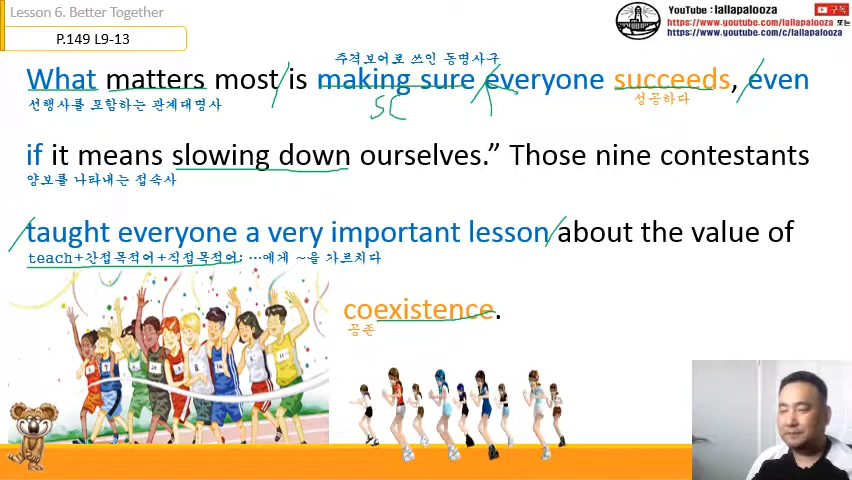 Lesson 6. Better Together
P.149 L9-13
YouTube : lallapalooza
https://www.youtube.com/lallapalooza 또는
https://www.youtube.com/c/lallapalooza
구독
주격보어로 쓰인 동명사구
What matters most is making sure everyone succeeds, even
선행사를 포함하는 관계대명사
SC
성공하다
if it means slowing down ourselves.” Those nine contestants
양보를 나타내는 접속사
taught everyone a very important lesson about the value of
teach+간접목적어+직접목적어: …에게 ~을 가르치다
coexistence.
공존